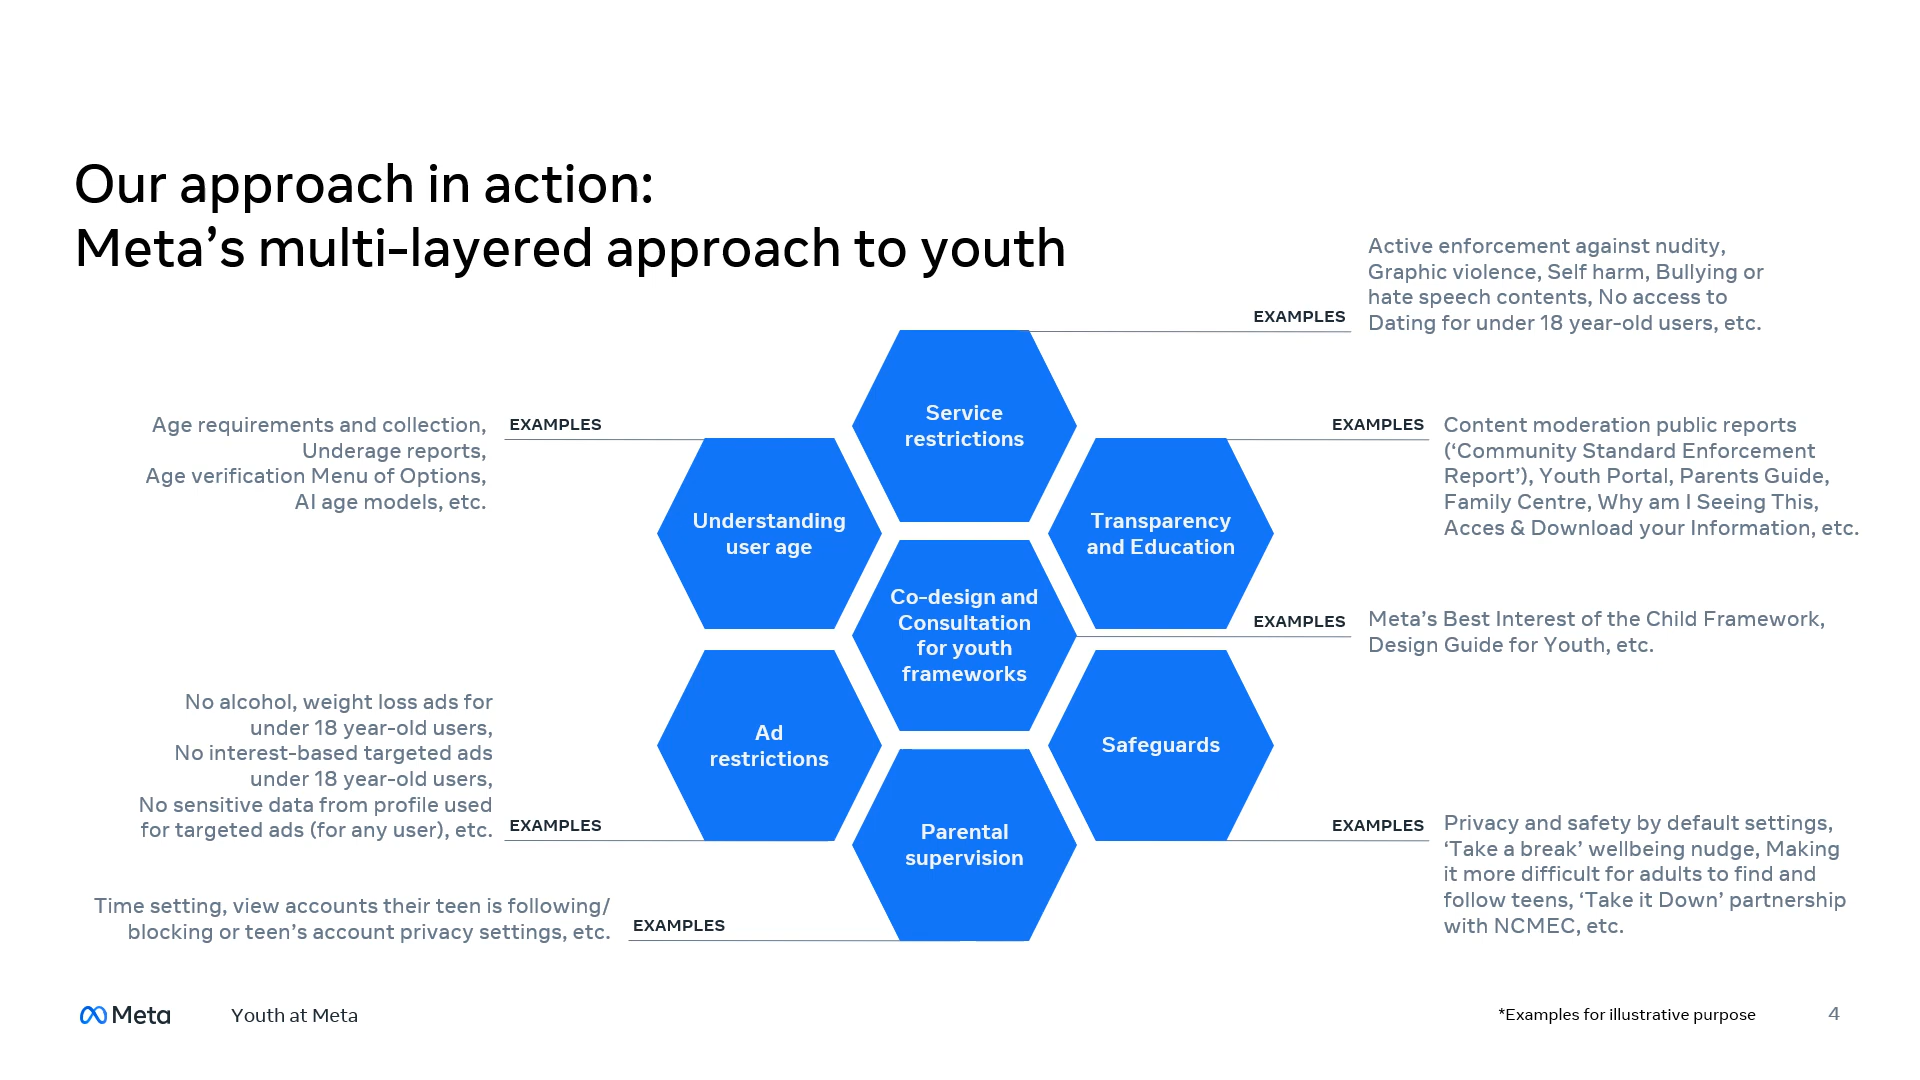 Our approach in action:
Meta’s multi-layered approach to youth
Active enforcement against nudity,
Graphic violence, Self harm, Bullying or
hate speech contents, No access to
Dating for under 18 year-old users, etc.
EXAMPLES
Service
restrictions
Age requirements and collection,
Underage reports,
Age verification Menu of Options,
AI age models, etc.
EXAMPLES
Understanding
user age
EXAMPLES
Content moderation public reports
(‘Community Standard Enforcement
Report’), Youth Portal, Parents Guide,
Family Centre, Why am I Seeing This,
Acces & Download your Information, etc.
Transparency
and Education
Co-design and
Consultation
for youth
frameworks
EXAMPLES
Meta’s Best Interest of the Child Framework,
Design Guide for Youth, etc.
No alcohol, weight loss ads for
under 18 year-old users,
No interest-based targeted ads
under 18 year-old users,
No sensitive data from profile used
for targeted ads (for any user), etc.
EXAMPLES
Ad
restrictions
Safeguards
EXAMPLES
Privacy and safety by default settings,
‘Take a break’ wellbeing nudge, Making
it more difficult for adults to find and
follow teens, ‘Take it Down’ partnership
with NCMEC, etc.
Parental
supervision
Time setting, view accounts their teen is following/
blocking or teen’s account privacy settings, etc.
EXAMPLES
Meta
Youth at Meta
*Examples for illustrative purpose
4